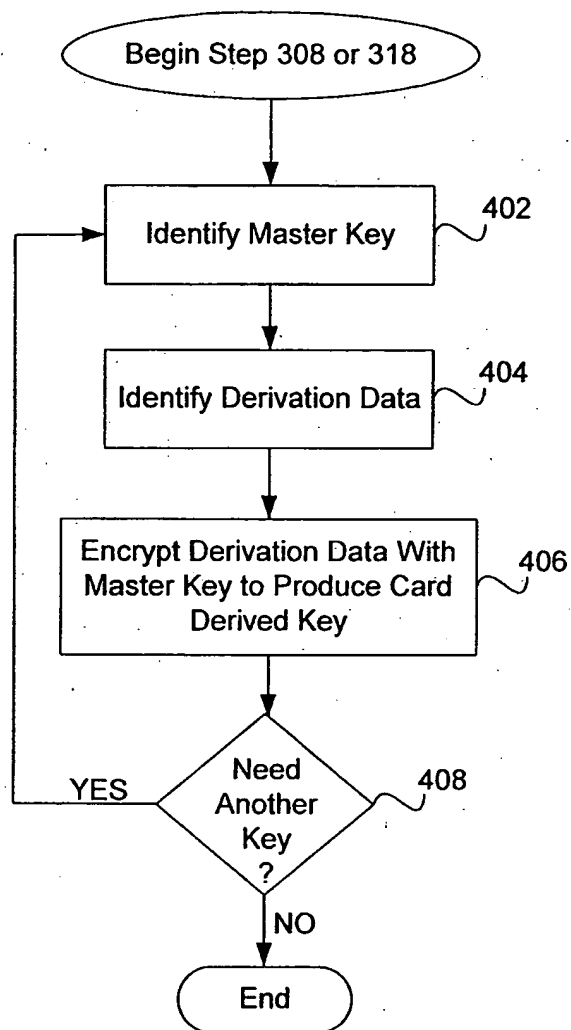 Begin Step 308 or 318
Identify Master Key
402
Identify Derivation Data
404
Encrypt Derivation Data With
Master Key to Produce Card
Derived Key
406
Need
Another
Key
?
408
YES
NO
End